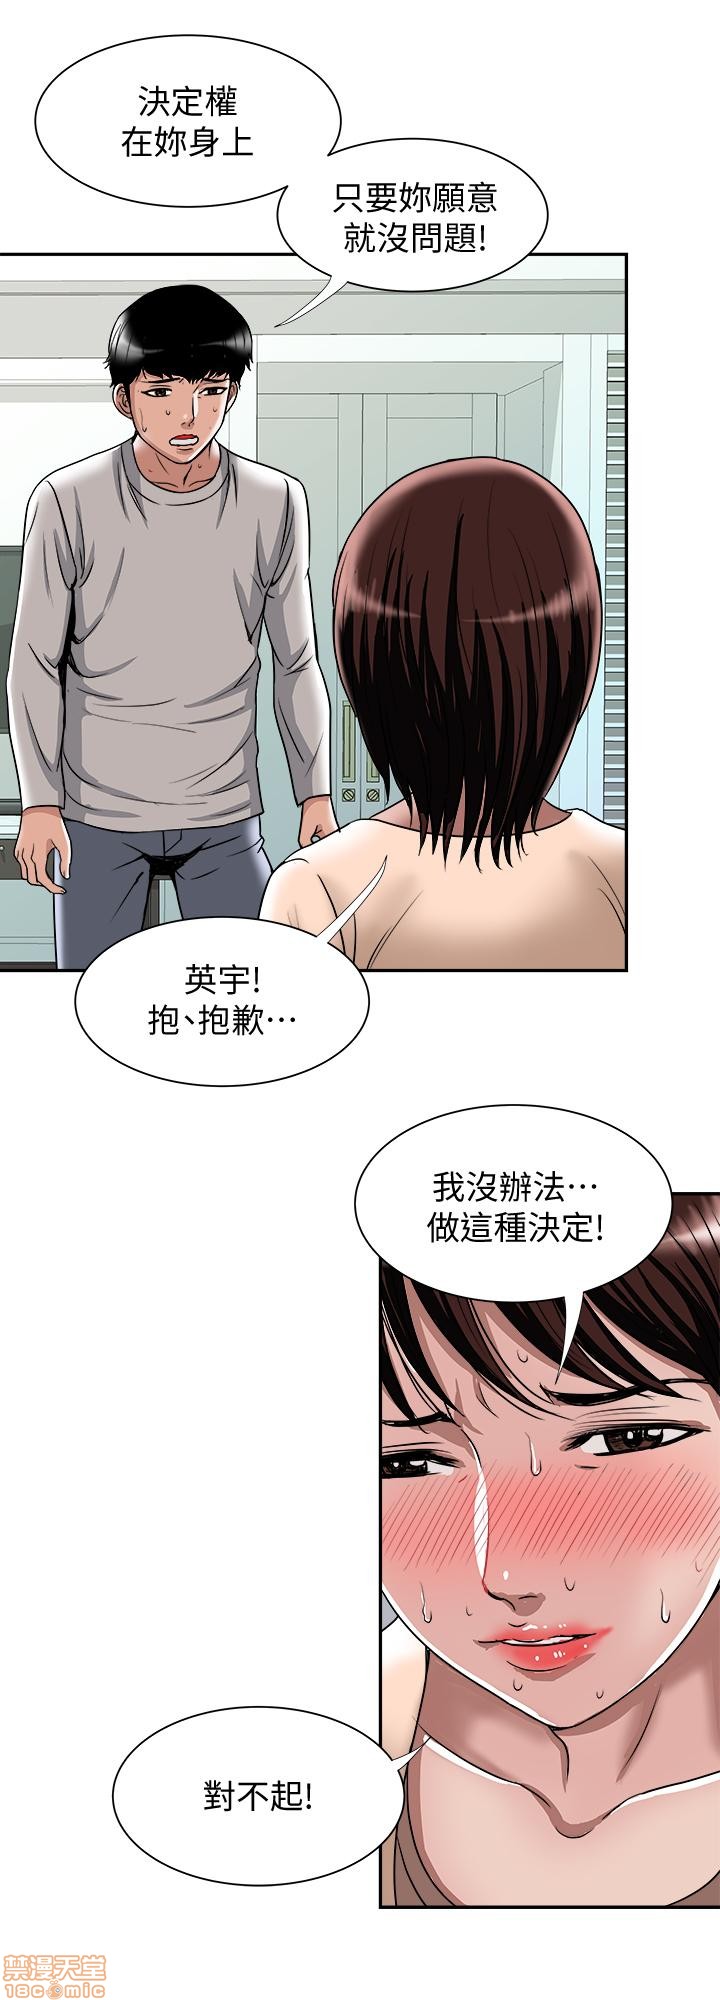 決定權
在妳身上
只要妳願意
就沒問題!
英宇!
抱、抱歉…
我沒辦法…
做這種決定!
對不起!
禁漫天堂
18comic